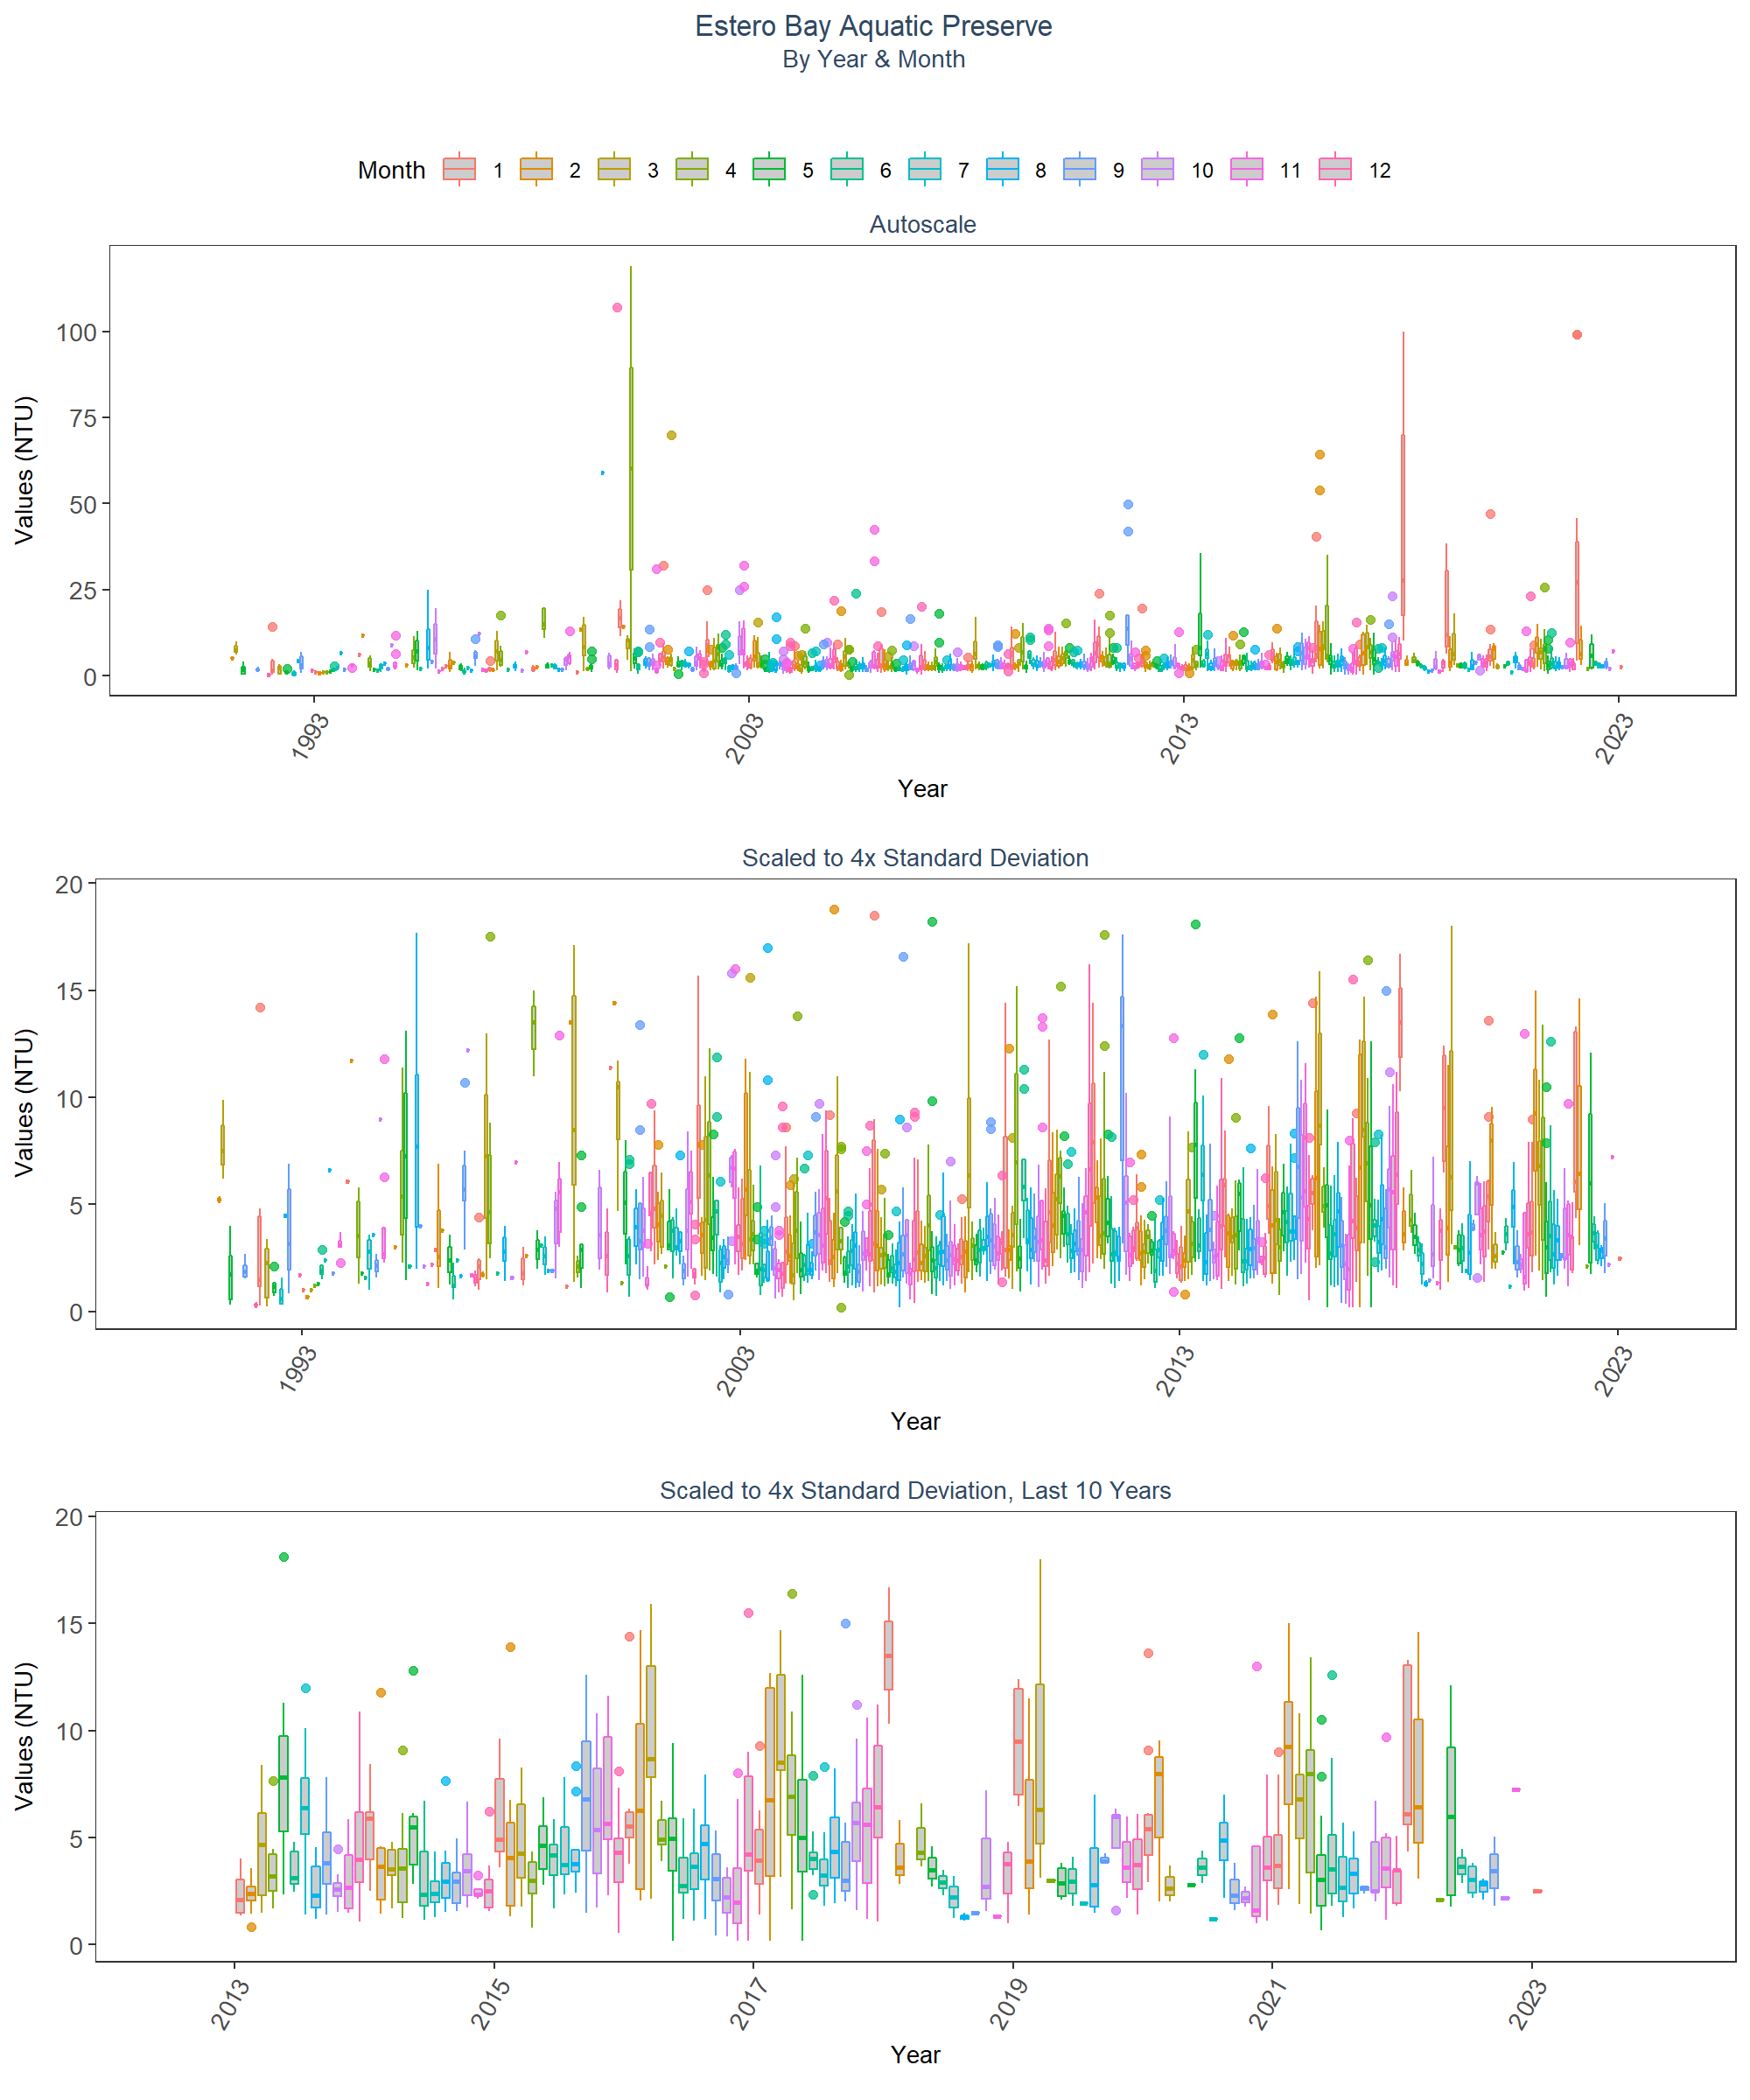 Estero Bay Aquatic Preserve
By Year & Month
Month 1 2 3 4 5 6 7 8 9 10 11 12
Autoscale
Values (NTU)
100
75
50
25
0
1993 2003 2013 2023
Year
Scaled to 4x Standard Deviation
Values (NTU)
20
15
10
5
0
1993 2003 2013 2023
Year
Scaled to 4x Standard Deviation, Last 10 Years
Values (NTU)
20
15
10
5
0
2013 2015 2017 2019 2021 2023
Year